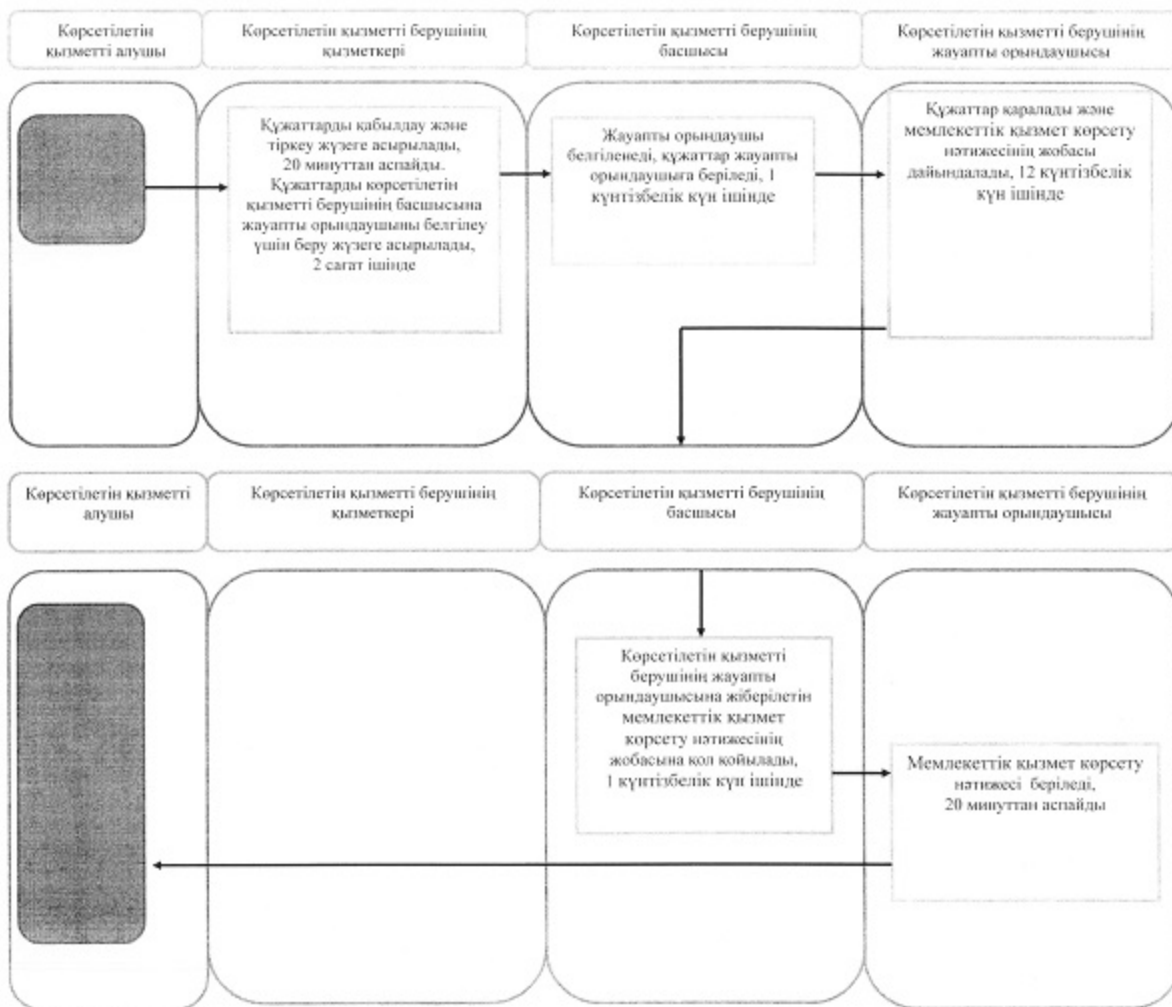 Көрсетілетін
қызметті алушы
Көрсетілетін қызметті берушінің
қызметкері
Көрсетілетін қызметті берушінің
басшысы
Көрсетілетін қызметті берушінің
жауапты орындаушысы
Құжаттарды қабылдау және
тіркеу жүзеге асырылады,
20 минуттан аспайды.
Құжаттарды көрсетілетін
қызметті берушінің басшысына
жауапты орындаушыны белгілеу
үшін беру жүзеге асырылады,
2 сағат ішінде
Жауапты орындаушы
белгіленеді, құжаттар жауапты
орындаушыға беріледі, 1
күнтізбелік күн ішінде
Құжаттар қаралады және
мемлекеттік қызмет көрсету
нәтижесінің жобасы
дайындалады, 12 күнтізбелік
күн ішінде
Көрсетілетін қызметті
алушы
Көрсетілетін қызметті берушінің
қызметкері
Көрсетілетін қызметті берушінің
басшысы
Көрсетілетін қызметті берушінің
жауапты орындаушысы
Көрсетілетін қызметті
берушінің жауапты
орындаушысына жіберілетін
мемлекеттік қызмет
көрсету нәтижесінің
жобасына қол қойылады,
1 күнтізбелік күн ішінде
Мемлекеттік қызмет көрсету
нәтижесі беріледі,
20 минуттан аспайды